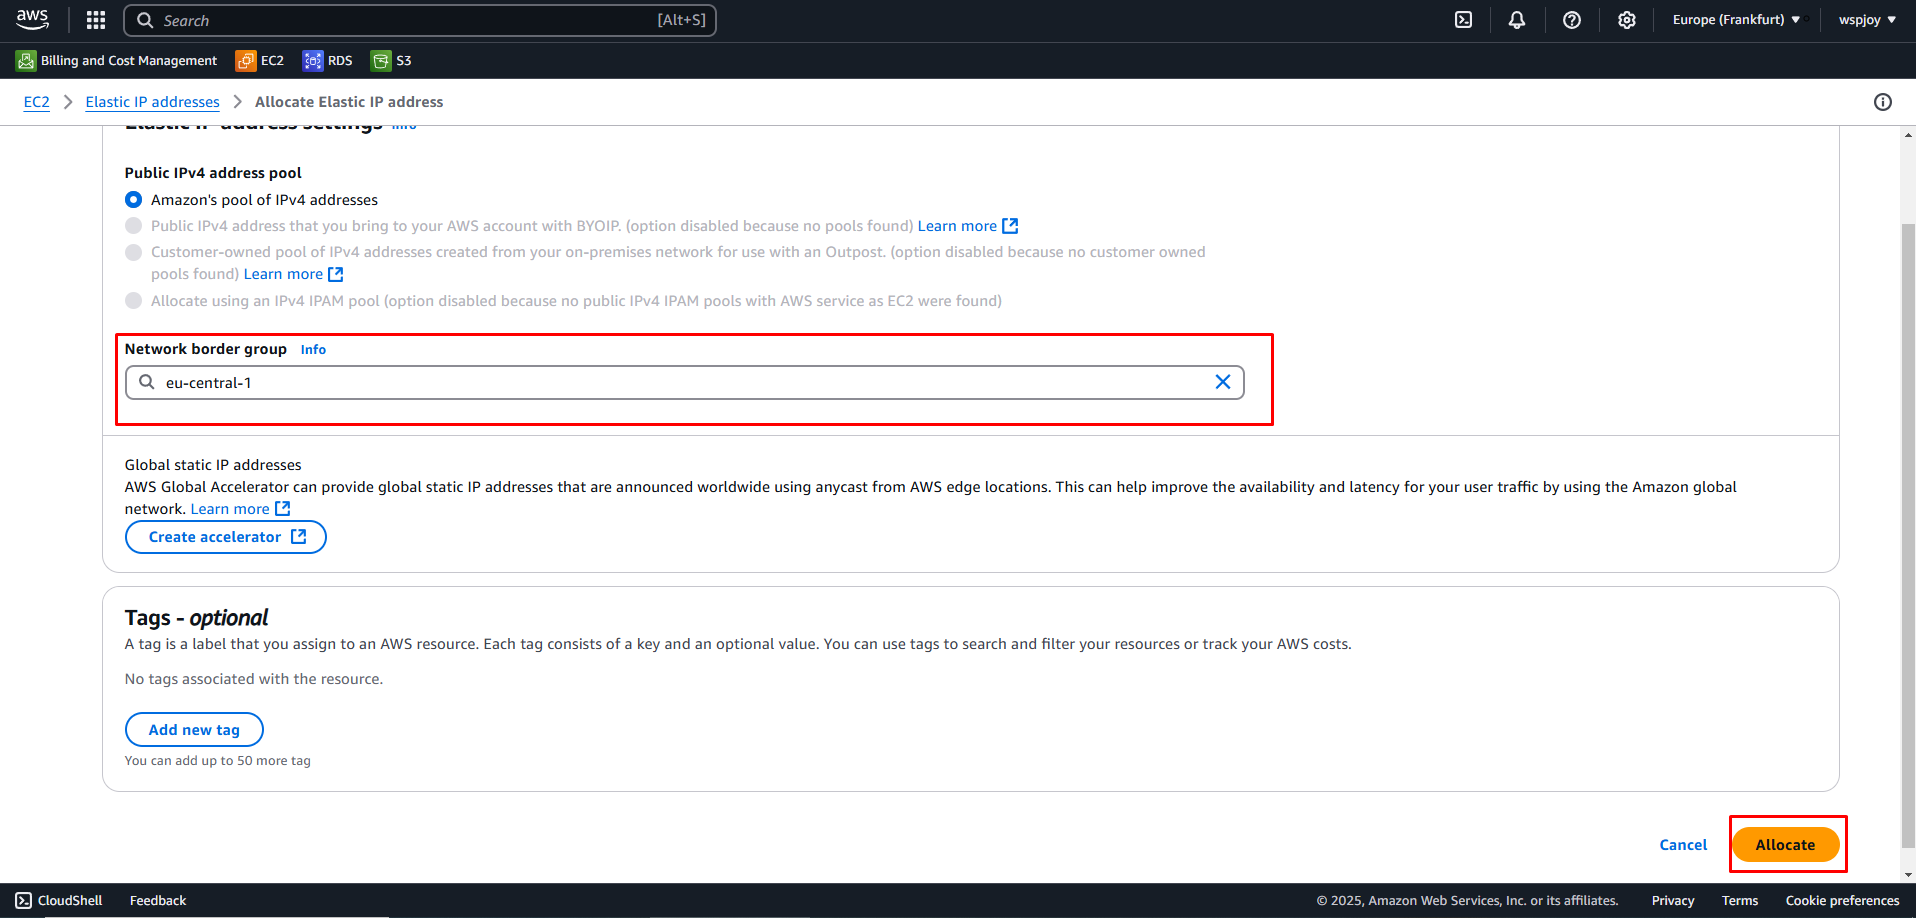 aws
Search [Alt+S]
Europe (Frankfurt) ▼
wspjoy ▼
Billing and Cost Management
EC2
RDS
S3
EC2 > Elastic IP addresses > Allocate Elastic IP address
Elastic IP address settings Info
Public IPv4 address pool
Amazon's pool of IPv4 addresses
Public IPv4 address that you bring to your AWS account with BYOIP. (option disabled because no pools found) Learn more
Customer-owned pool of IPv4 addresses created from your on-premises network for use with an Outpost. (option disabled because no customer owned
pools found) Learn more
Allocate using an IPv4 IPAM pool (option disabled because no public IPv4 IPAM pools with AWS service as EC2 were found)
Network border group Info
eu-central-1
Global static IP addresses
AWS Global Accelerator can provide global static IP addresses that are announced worldwide using anycast from AWS edge locations. This can help improve the availability and latency for your user traffic by using the Amazon global
network. Learn more
Create accelerator
Tags - optional
A tag is a label that you assign to an AWS resource. Each tag consists of a key and an optional value. You can use tags to search and filter your resources or track your AWS costs.
No tags associated with the resource.
Add new tag
You can add up to 50 more tag
Cancel
Allocate
CloudShell
Feedback
© 2025, Amazon Web Services, Inc. or its affiliates.
Privacy
Terms
Cookie preferences